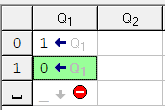 Q₁ Q₂
0 1 ← Q₁
1 0 ← Q₁
␣ _ ↓